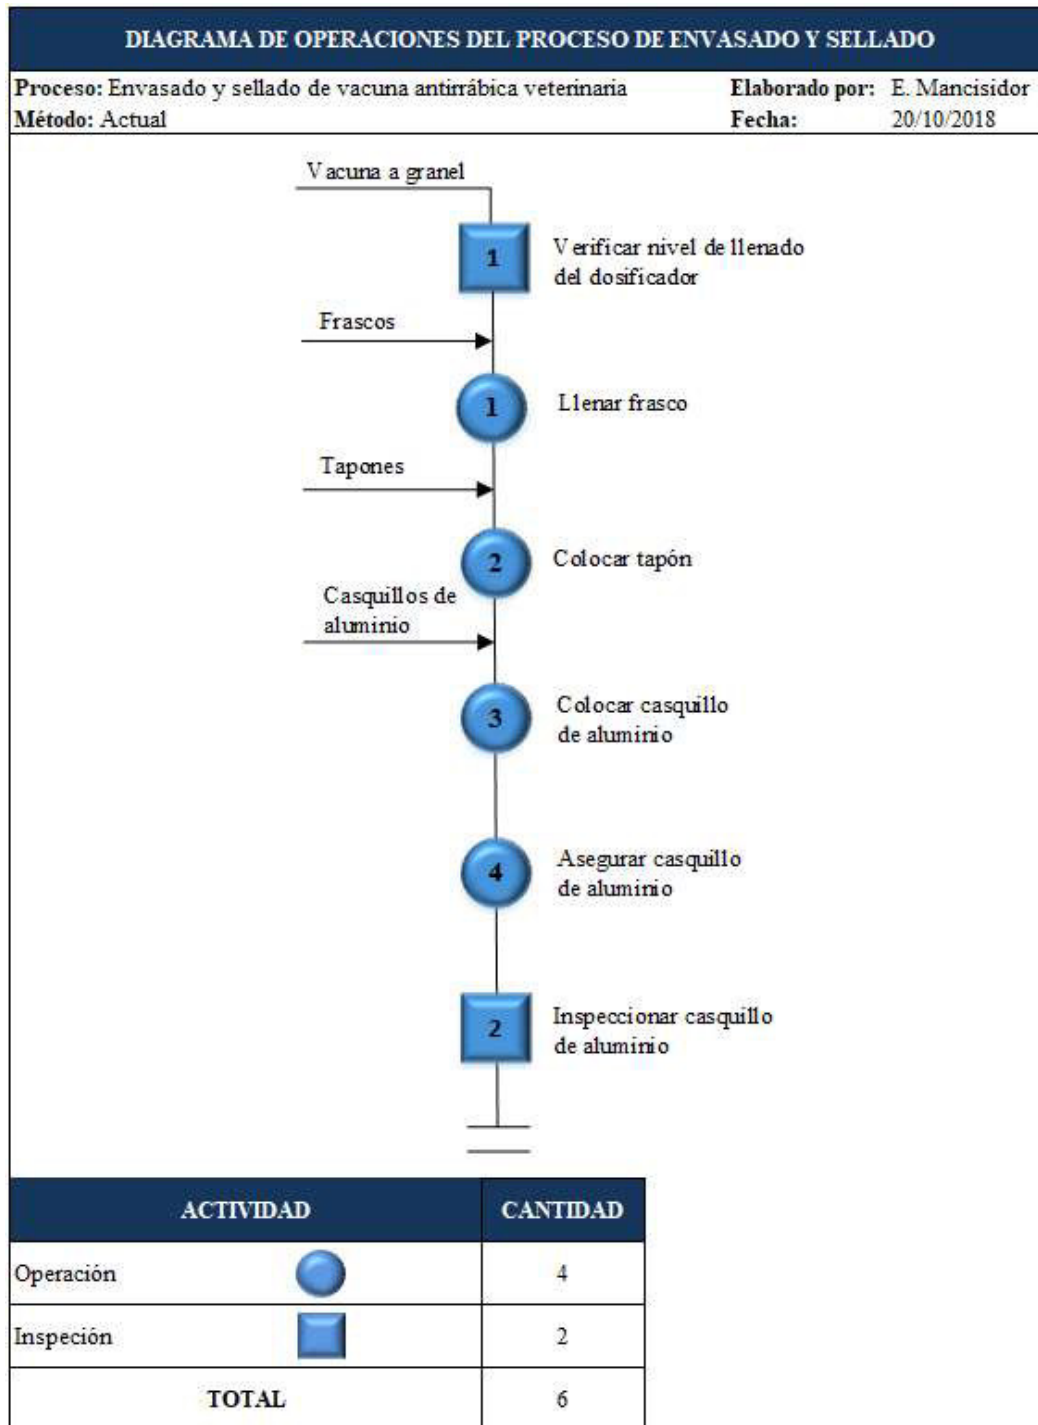 DIAGRAMA DE OPERACIONES DEL PROCESO DE ENVASADO Y SELLADO
Proceso: Envasado y sellado de vacuna antirrábica veterinaria
Elaborado por: E. Mancisidor
Método: Actual
Fecha: 20/10/2018
Vacuna a granel
1
Verificar nivel de llenado
del dosificador
Frascos
1
Llenar frasco
Tapones
2
Colocar tapón
Casquillos de
aluminio
3
Colocar casquillo
de aluminio
4
Asegurar casquillo
de aluminio
2
Inspeccionar casquillo
de aluminio
ACTIVIDAD
CANTIDAD
Operación
4
Inspeción
2
TOTAL
6